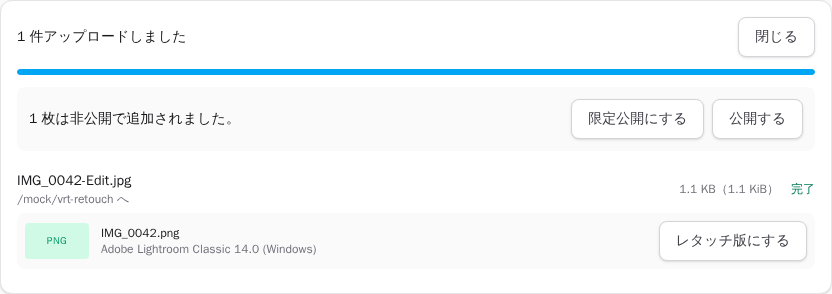 1 件アップロードしました
閉じる
1 枚は非公開で追加されました。
限定公開にする
公開する
IMG_0042-Edit.jpg
1.1 KB（1.1 KiB）
完了
/mock/vrt-retouch へ
PNG
IMG_0042.png
Adobe Lightroom Classic 14.0 (Windows)
レタッチ版にする